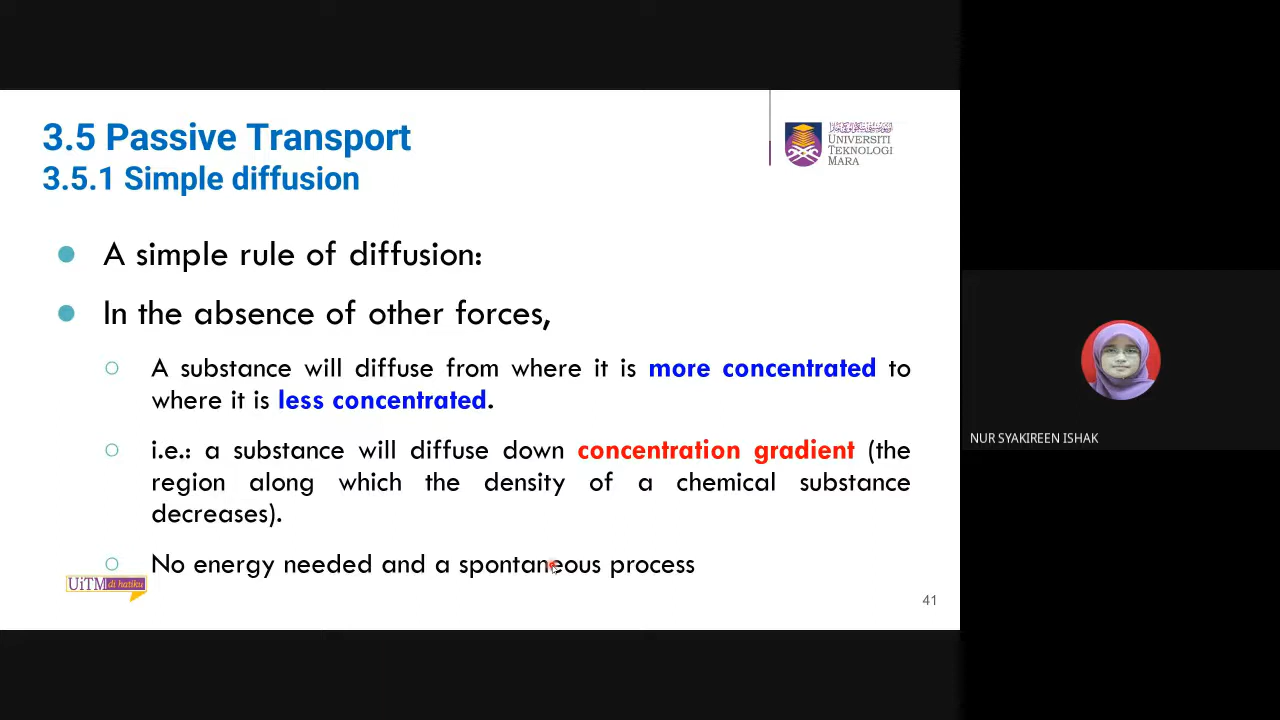 3.5 Passive Transport
3.5.1 Simple diffusion
UNIVERSITI
TEKNOLOGI
MARA
A simple rule of diffusion:
In the absence of other forces,
A substance will diffuse from where it is more concentrated to
where it is less concentrated.
i.e.: a substance will diffuse down concentration gradient (the
region along which the density of a chemical substance
decreases).
No energy needed and a spontaneous process
UiTM di hatiku
41
NUR SYAKIREEN ISHAK